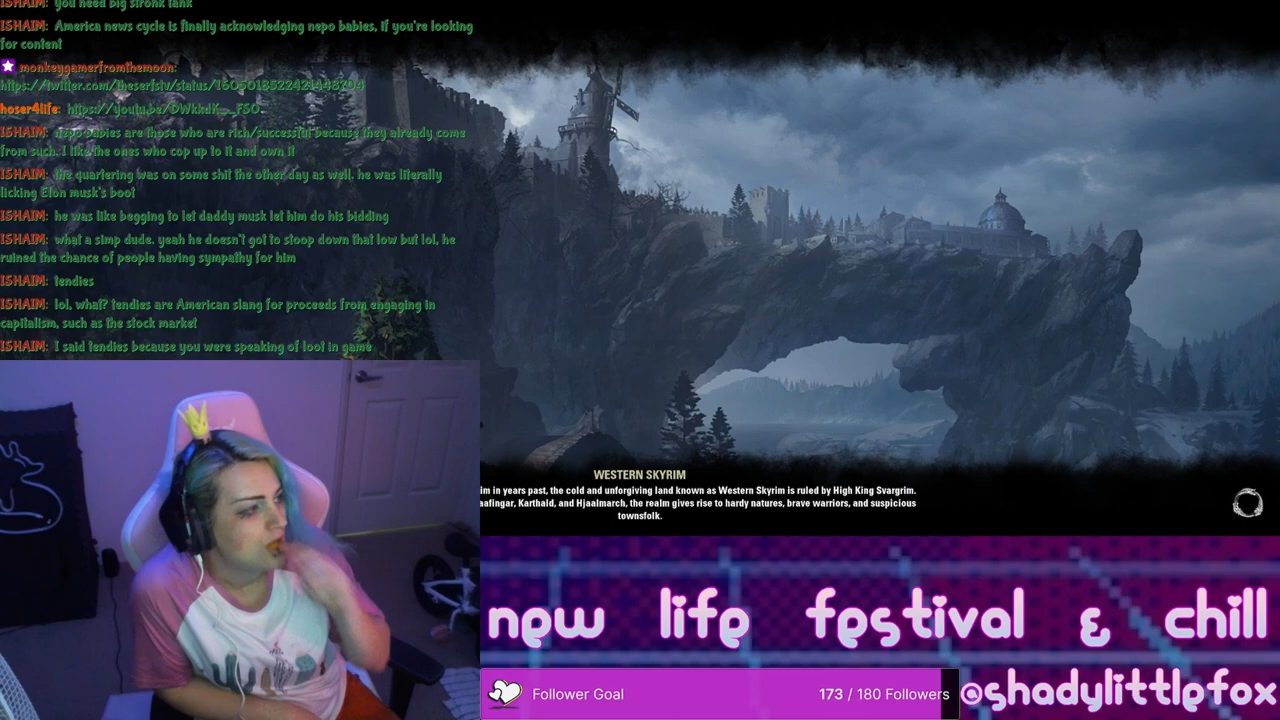 ISHAIM: you need big stronk tank
ISHAIM: America news cycle is finally acknowledging nepo babies, if you're looking
for content
monkeygamerfromthemoon:
hoser4life:
ISHAIM: nepo babies are those who are rich/successful because they already come
from such. I like the ones who cop up to it and own it
ISHAIM: the quartering was on some shit the other day as well. he was literally
licking Elon musk's boot
ISHAIM: he was like begging to let daddy musk let him do his bidding
ISHAIM: what a simp dude. yeah he doesn't got to stoop down that low but lol, he
ruined the chance of people having sympathy for him
ISHAIM: tendies
ISHAIM: lol, what? tendies are American slang for proceeds from engaging in
capitalism, such as the stock market
ISHAIM: I said tendies because you were speaking of loot in game
WESTERN SKYRIM
im in years past, the cold and unforgiving land known as Western Skyrim is ruled by High King Svargrim.
aafingar, Karthald, and Hjaalmarch, the realm gives rise to hardy natures, brave warriors, and suspicious
townsfolk.
new life festival & chill
Follower Goal 173 / 180 Followers
@shadylittlefox